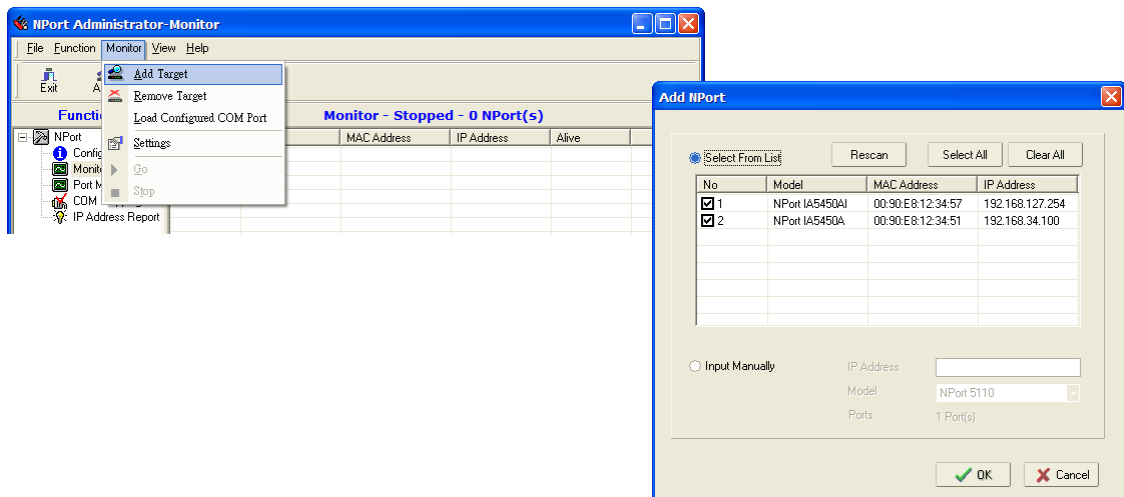 NPort Administrator-Monitor
File Function Monitor View Help
Exit
Add Target
Remove Target
Load Configured COM Port
Settings
Go
Stop
Monitor - Stopped - 0 NPort(s)
MAC Address IP Address Alive
NPort
COM
IP Address Report
Add NPort
Select From List Rescan Select All Clear All
No Model MAC Address IP Address
1 NPort IA5450AI 00:90:E8:12:34:57 192.168.127.254
2 NPort IA5450A 00:90:E8:12:34:51 192.168.34.100
Input Manually IP Address
Model NPort 5110
Ports 1 Port(s)
OK Cancel